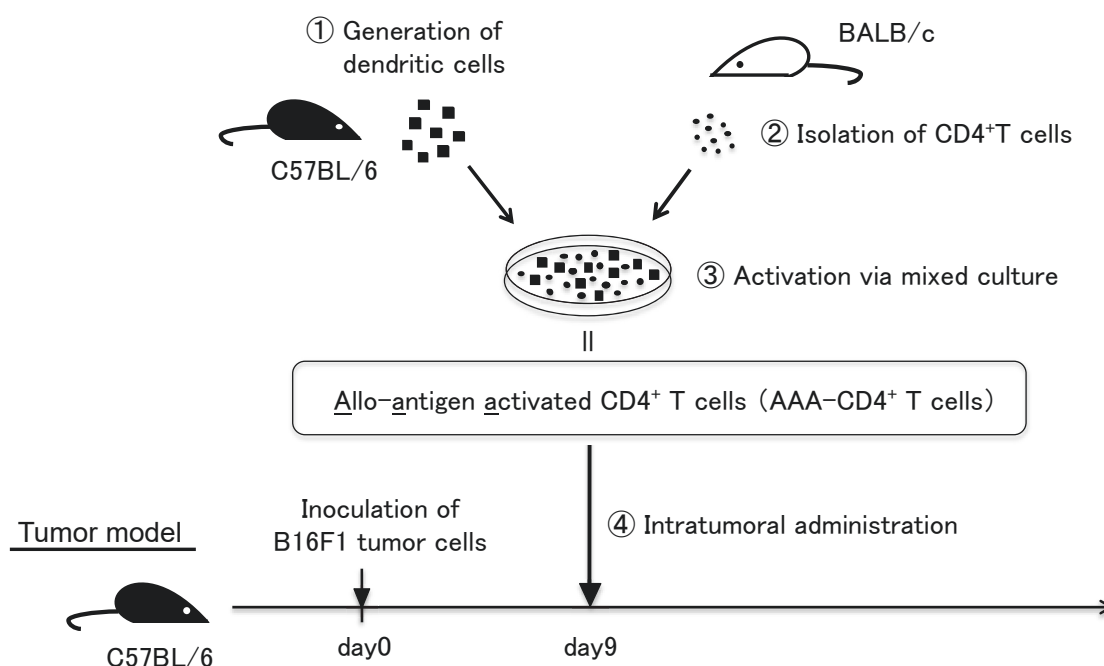 ① Generation of
dendritic cells
BALB/c
② Isolation of CD4⁺T cells
C57BL/6
③ Activation via mixed culture
=
Allo-antigen activated CD4⁺ T cells (AAA-CD4⁺ T cells)
Inoculation of
B16F1 tumor cells
④ Intratumoral administration
Tumor model
C57BL/6
day0
day9